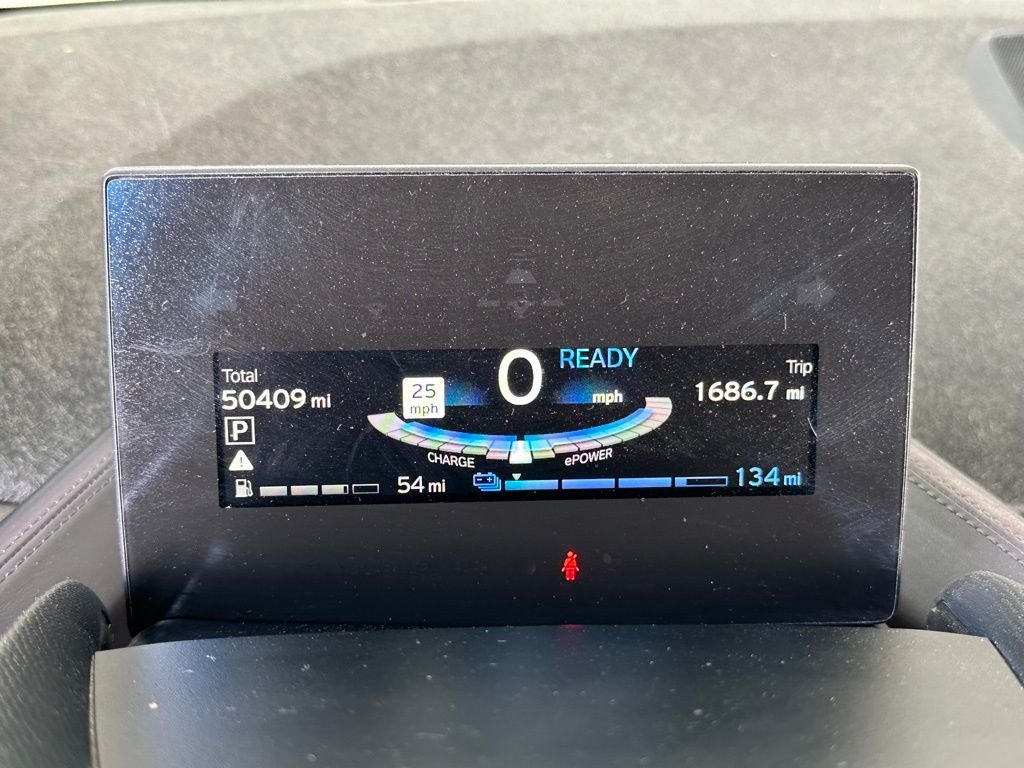 Total
50409 mi
25
mph
0
READY
mph
Trip
1686.7 mi
P
CHARGE
ePOWER
54 mi
134 mi